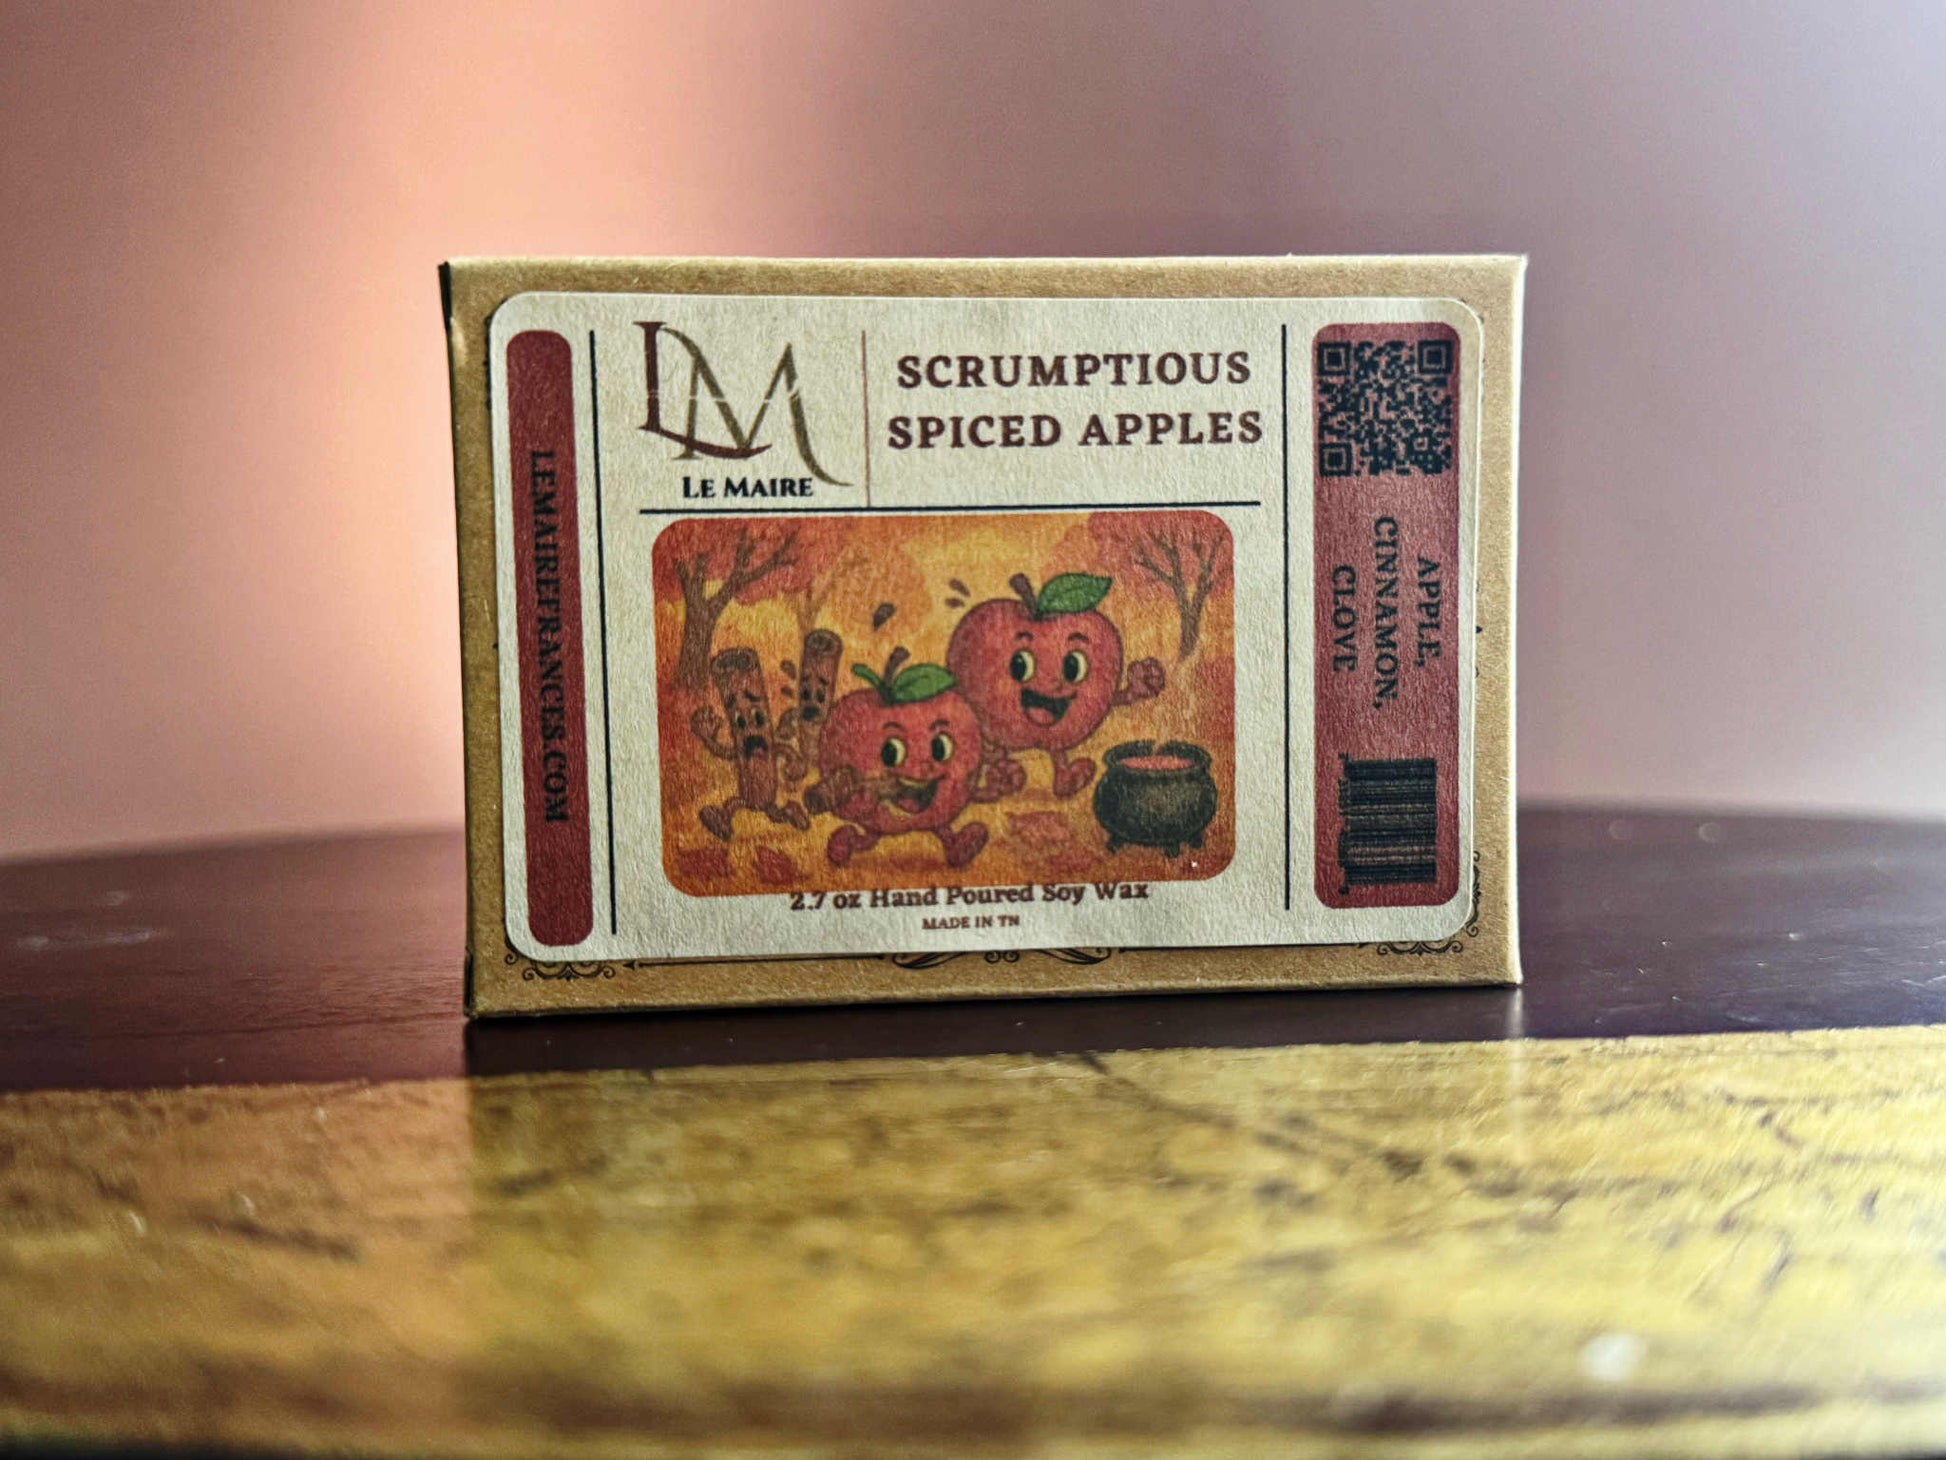 LEMAIREFRANCIS.COM
LM
LE MAIRE
SCRUMPTIOUS
SPICED APPLES
2.7 oz Hand Poured Soy Wax
MADE IN TN
APPLE,
CINNAMON,
CLOVE